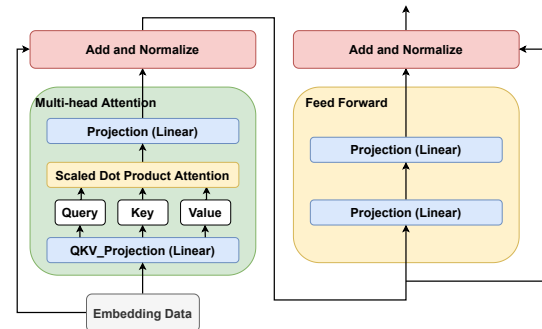 Add and Normalize
Multi-head Attention
Projection (Linear)
Scaled Dot Product Attention
Query
Key
Value
QKV_Projection (Linear)
Embedding Data
Add and Normalize
Feed Forward
Projection (Linear)
Projection (Linear)